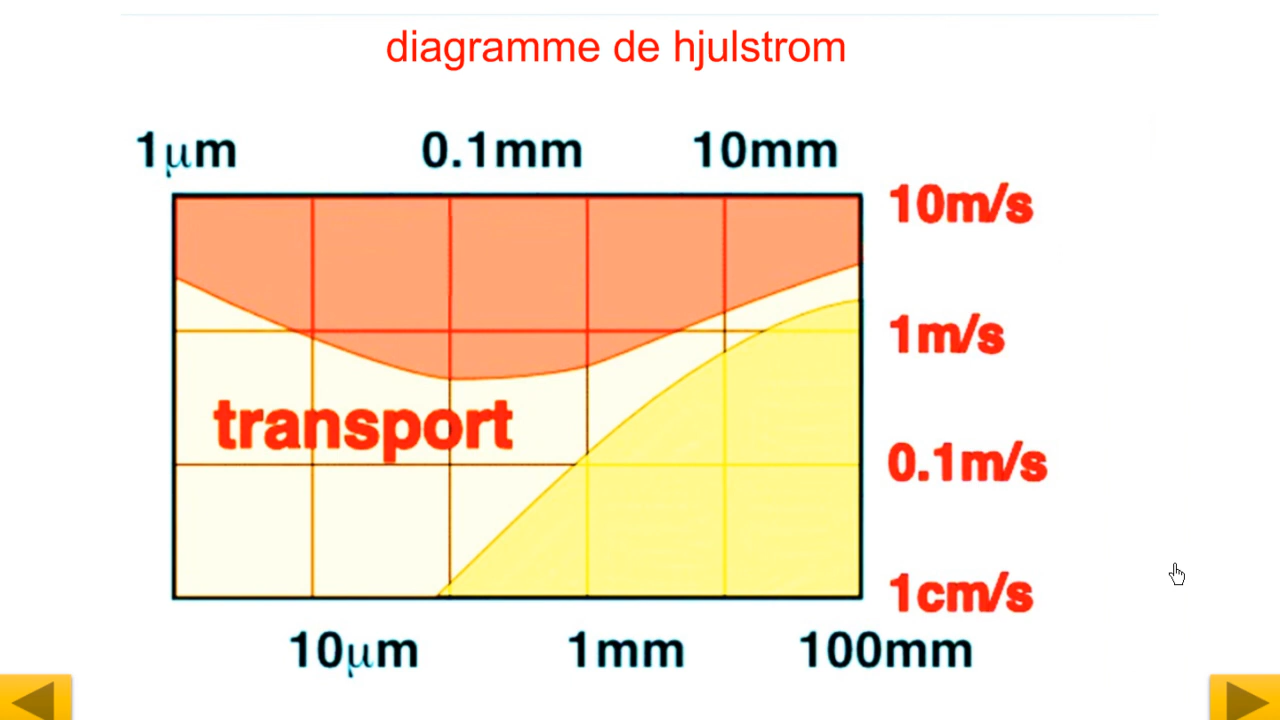 diagramme de hjulstrom
1μm 0.1mm 10mm
10m/s
1m/s
transport
0.1m/s
1cm/s
10μm 1mm 100mm